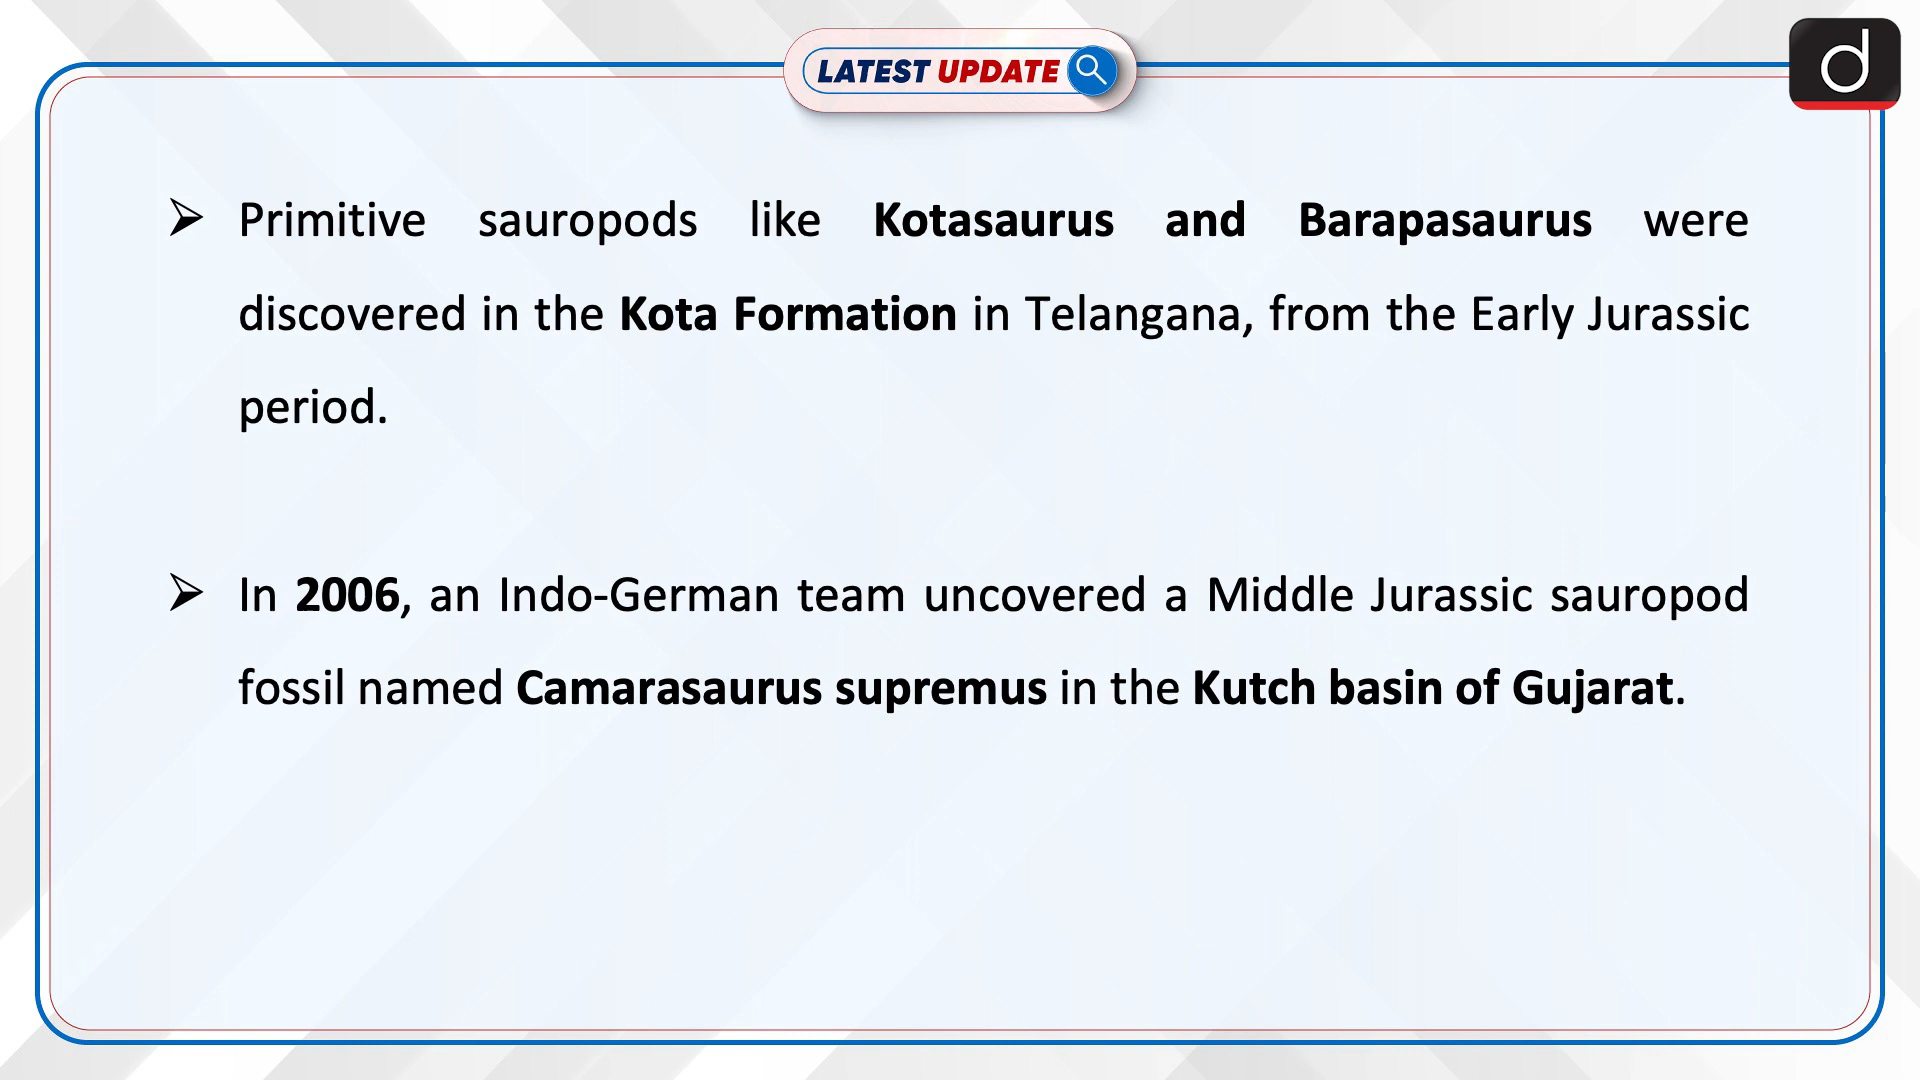 LATEST UPDATE
d
➢ Primitive sauropods like Kotasaurus and Barapasaurus were
discovered in the Kota Formation in Telangana, from the Early Jurassic
period.
➢ In 2006, an Indo-German team uncovered a Middle Jurassic sauropod
fossil named Camarasaurus supremus in the Kutch basin of Gujarat.